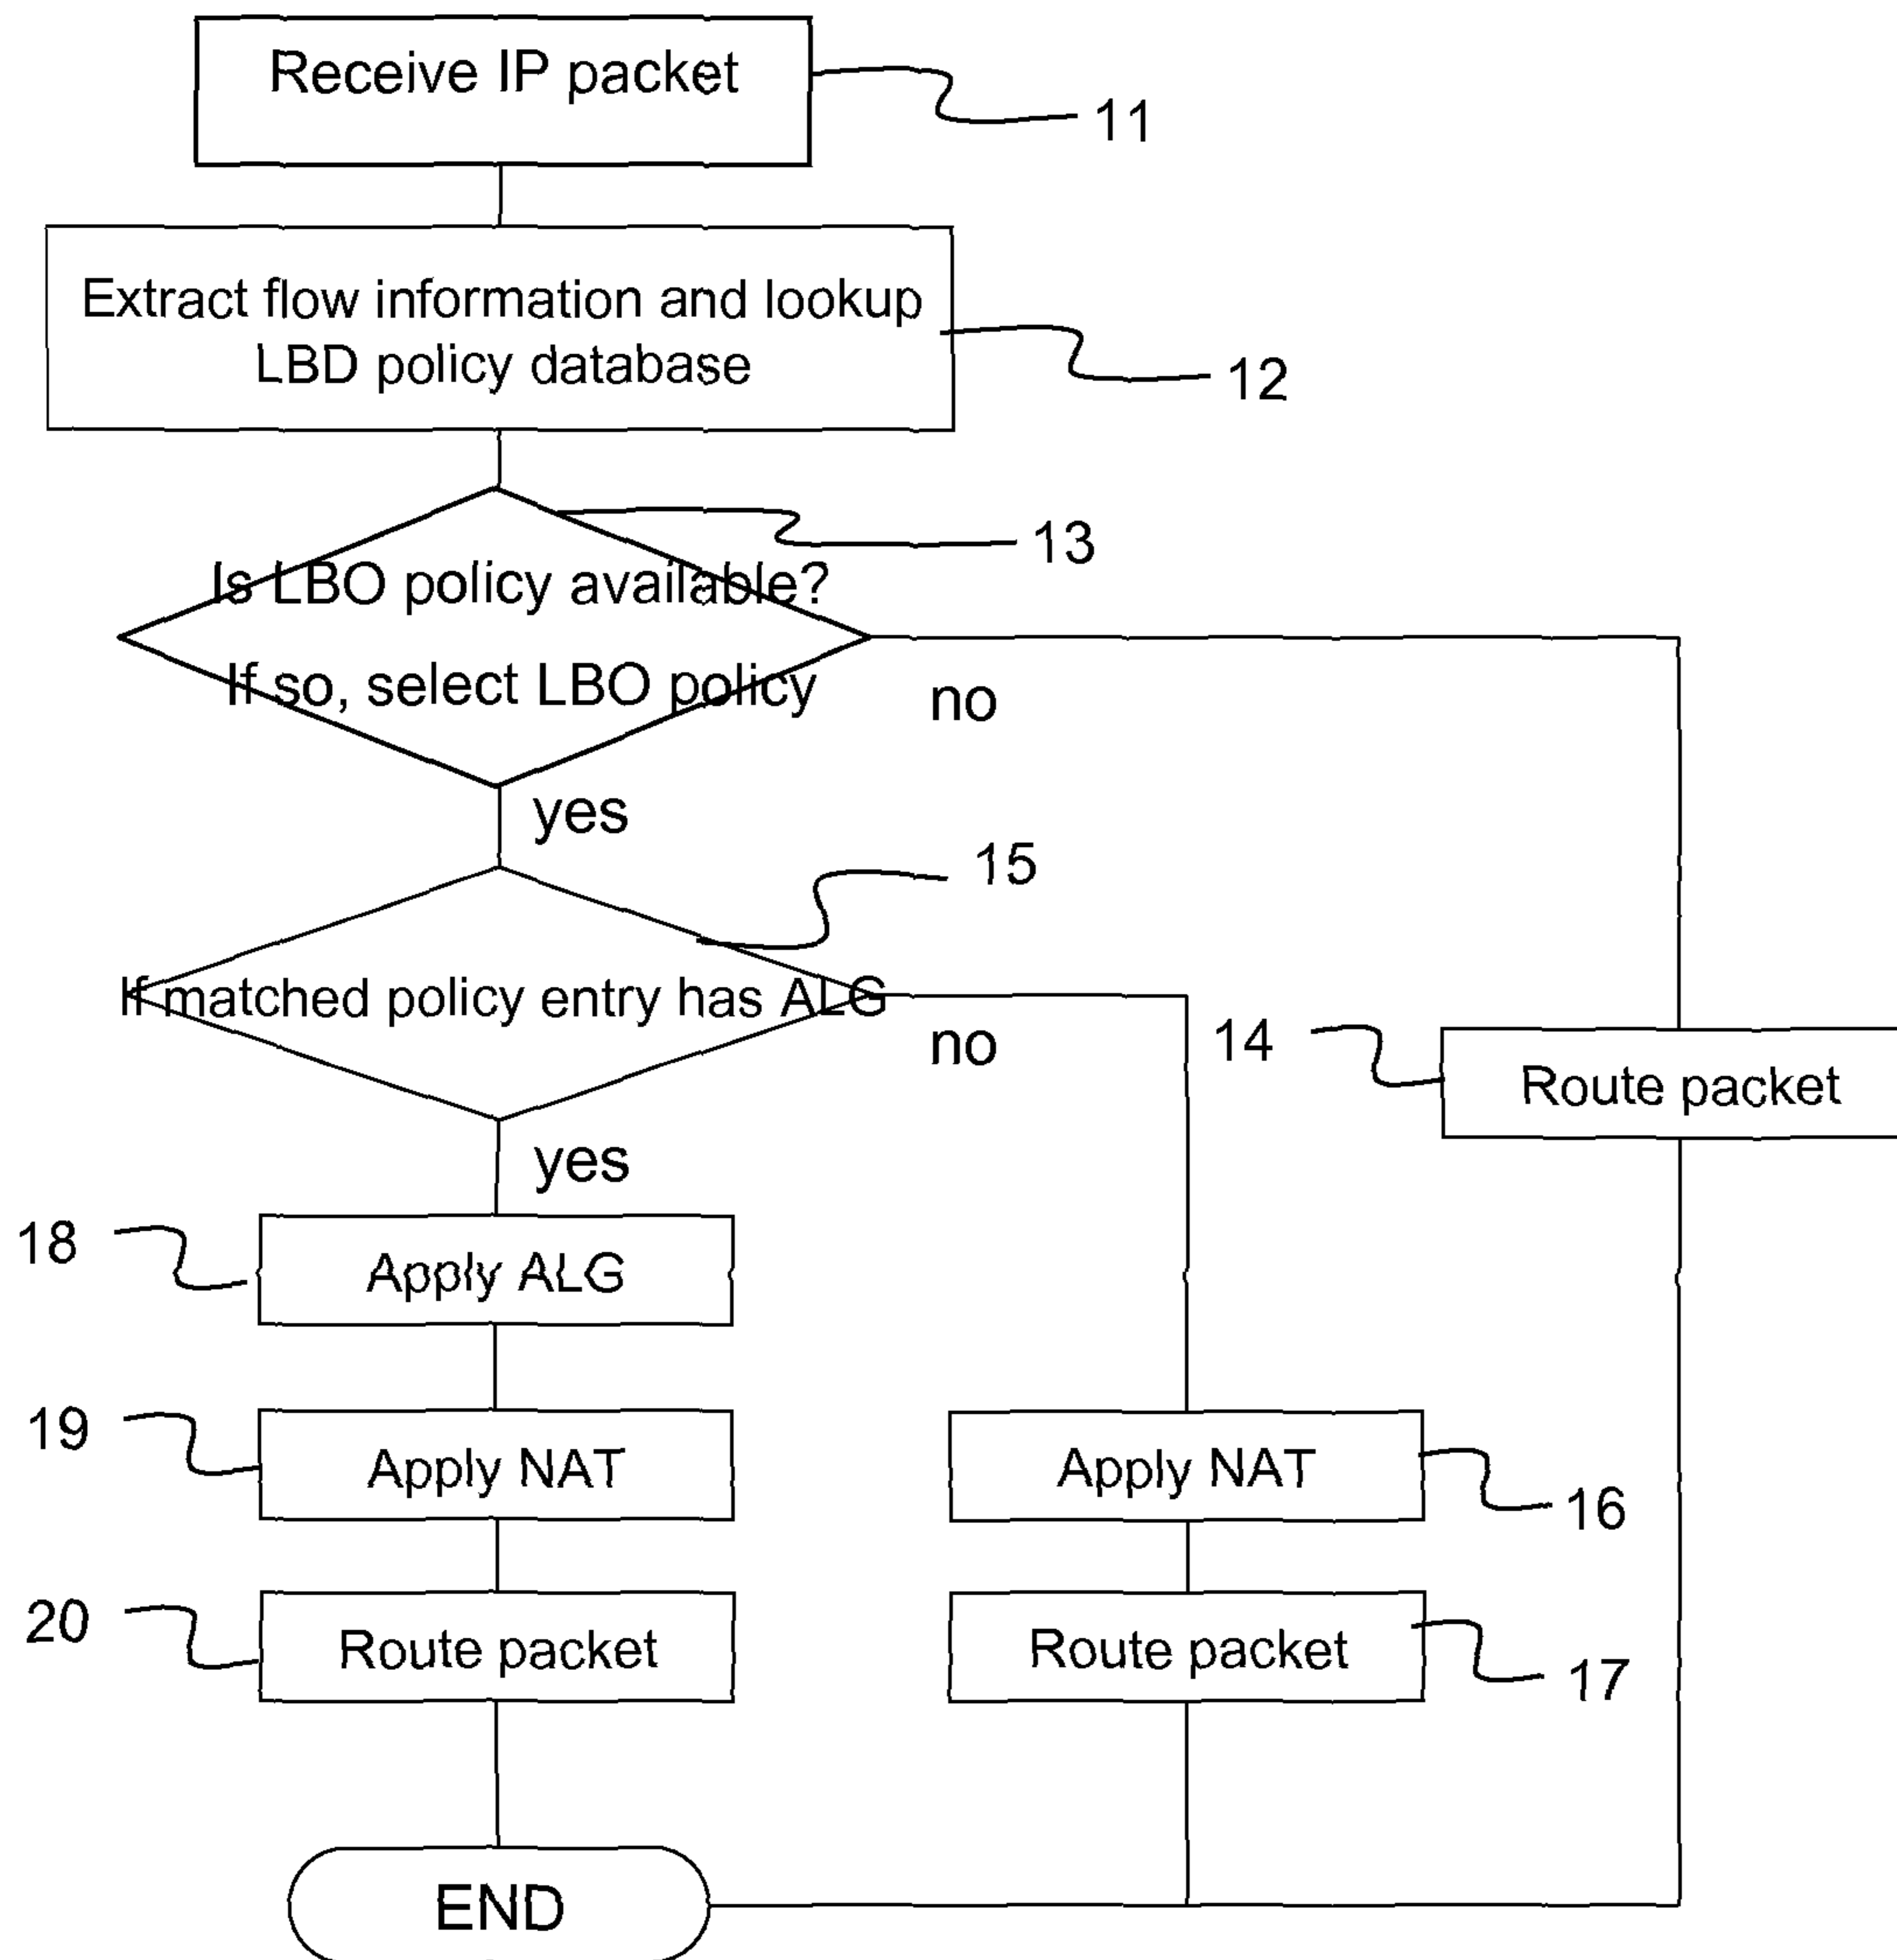 Receive IP packet
11
Extract flow information and lookup
LBD policy database
12
13
Is LBO policy available?
If so, select LBO policy
no
yes
15
If matched policy entry has ALG
no
14
Route packet
yes
18
Apply ALG
19
Apply NAT
Apply NAT
16
20
Route packet
Route packet
17
END